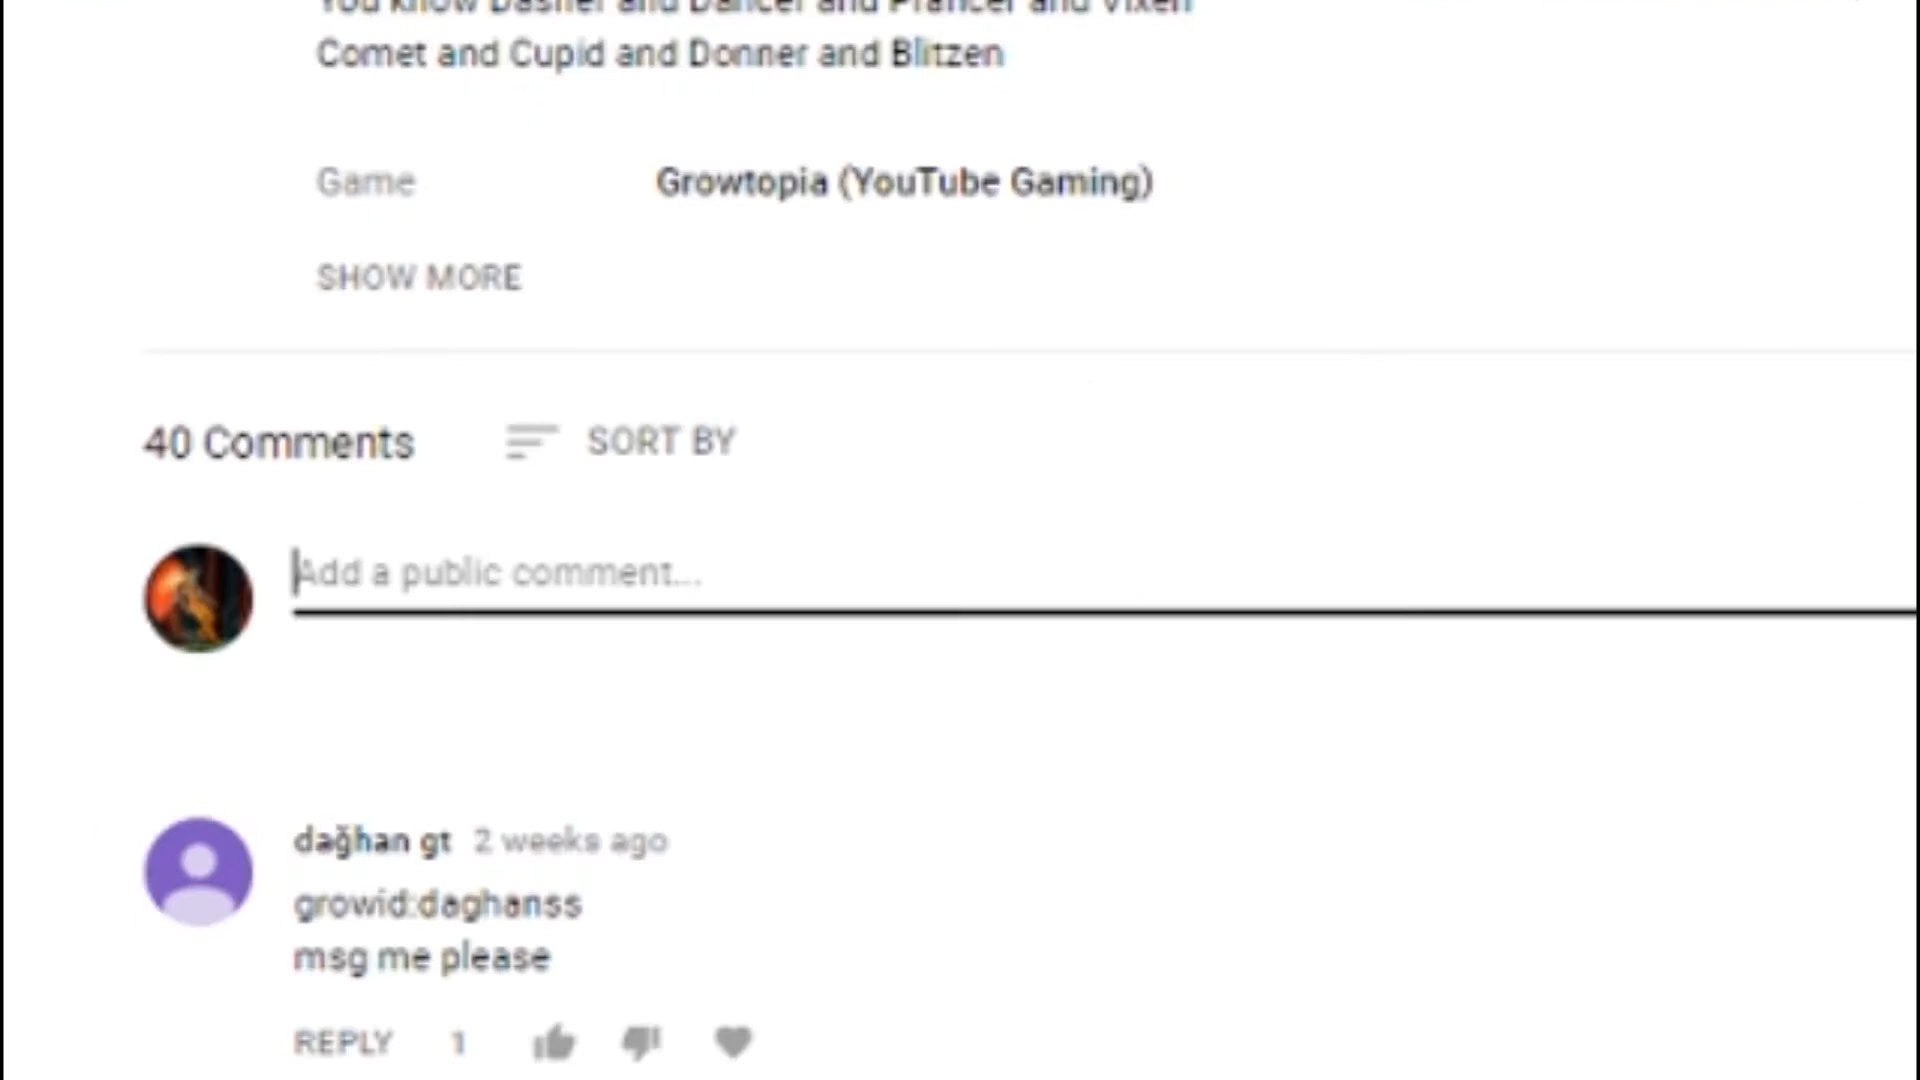 You know Dasher and Dancer and Prancer and Vixen
Comet and Cupid and Donner and Blitzen
Game Growtopia (YouTube Gaming)
SHOW MORE
40 Comments SORT BY
Add a public comment...
dağhan gt 2 weeks ago
growid:daghanss
msg me please
REPLY 1